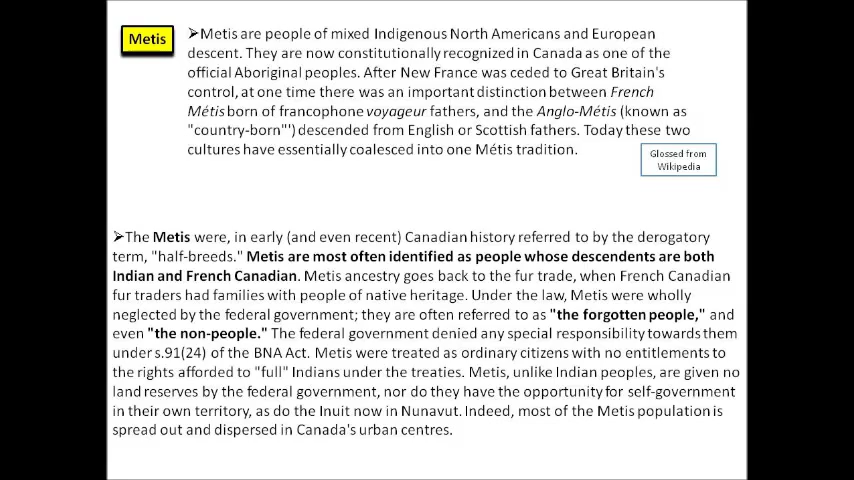 Metis
➢Metis are people of mixed Indigenous North Americans and European
descent. They are now constitutionally recognized in Canada as one of the
official Aboriginal peoples. After New France was ceded to Great Britain's
control, at one time there was an important distinction between French
Métis born of francophone voyageur fathers, and the Anglo-Métis (known as
"country-born"') descended from English or Scottish fathers. Today these two
cultures have essentially coalesced into one Métis tradition.
Glossed from
Wikipedia
➢The Metis were, in early (and even recent) Canadian history referred to by the derogatory
term, "half-breeds." Metis are most often identified as people whose descendents are both
Indian and French Canadian. Metis ancestry goes back to the fur trade, when French Canadian
fur traders had families with people of native heritage. Under the law, Metis were wholly
neglected by the federal government; they are often referred to as "the forgotten people," and
even "the non-people." The federal government denied any special responsibility towards them
under s.91(24) of the BNA Act. Metis were treated as ordinary citizens with no entitlements to
the rights afforded to "full" Indians under the treaties. Metis, unlike Indian peoples, are given no
land reserves by the federal government, nor do they have the opportunity for self-government
in their own territory, as do the Inuit now in Nunavut. Indeed, most of the Metis population is
spread out and dispersed in Canada's urban centres.